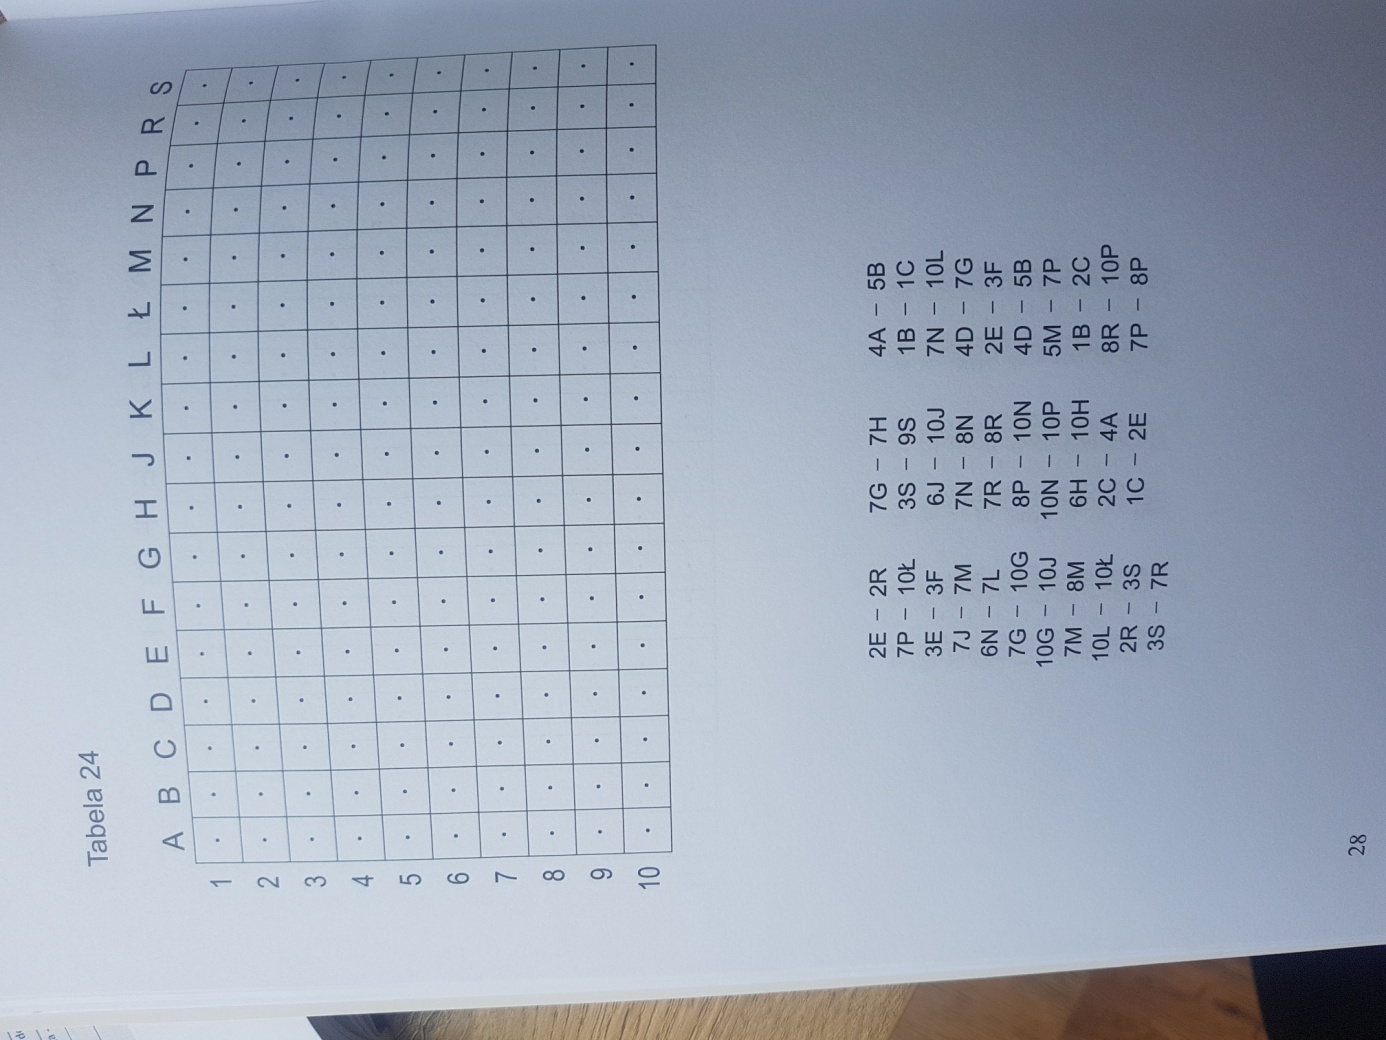 Tabela 24
A B C D E F G H J K L Ł M N P R S
1
2
3
4
5
6
7
8
9
10
2E – 2R
7P – 10Ł
3E – 3F
7J – 7M
6N – 7L
7G – 10G
10G – 10J
7M – 8M
10L – 10Ł
2R – 3S
3S – 7R
7G – 7H
3S – 9S
6J – 10J
7N – 8N
7R – 8R
8P – 10N
10N – 10P
6H – 10H
2C – 4A
1C – 2E
4A – 5B
1B – 1C
7N – 10L
4D – 7G
2E – 3F
4D – 5B
5M – 7P
1B – 2C
8R – 10P
7P – 8P
28